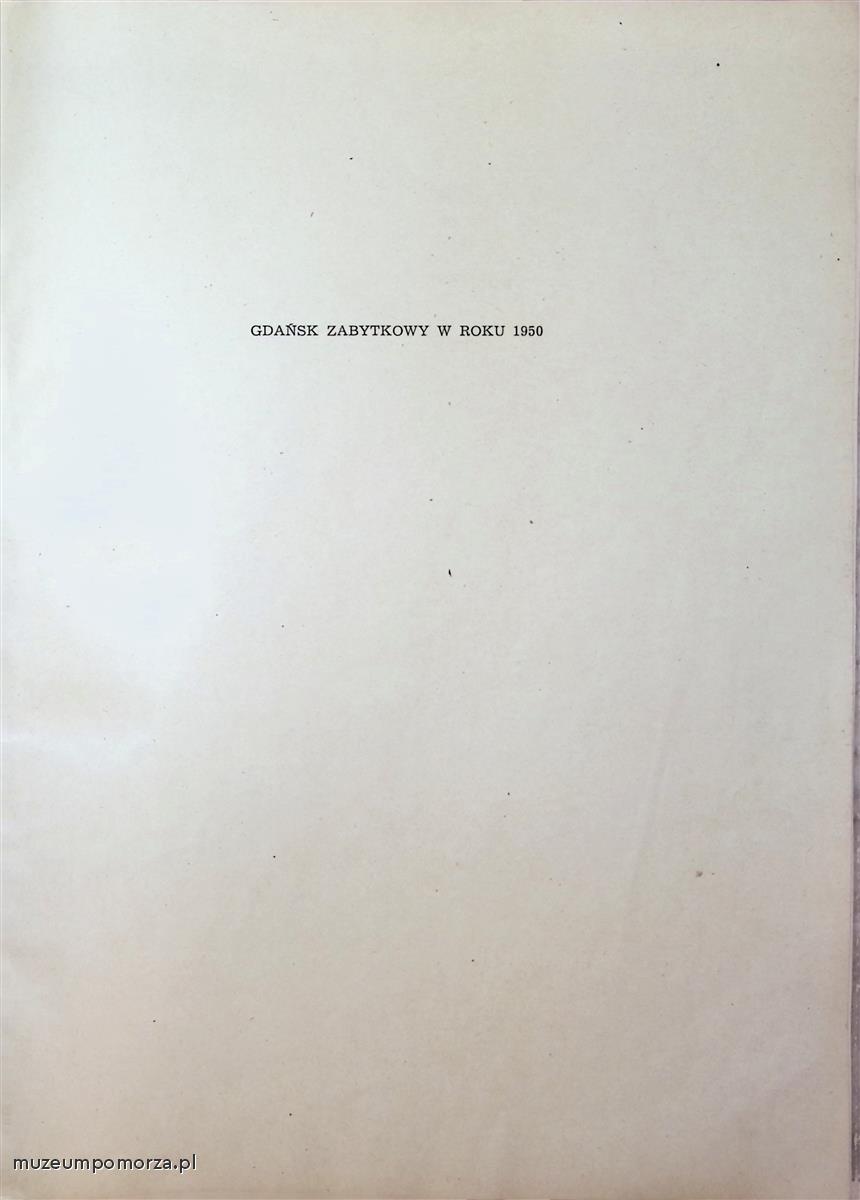 GDAŃSK ZABYTKOWY W ROKU 1950
muzeumpomorza.pl